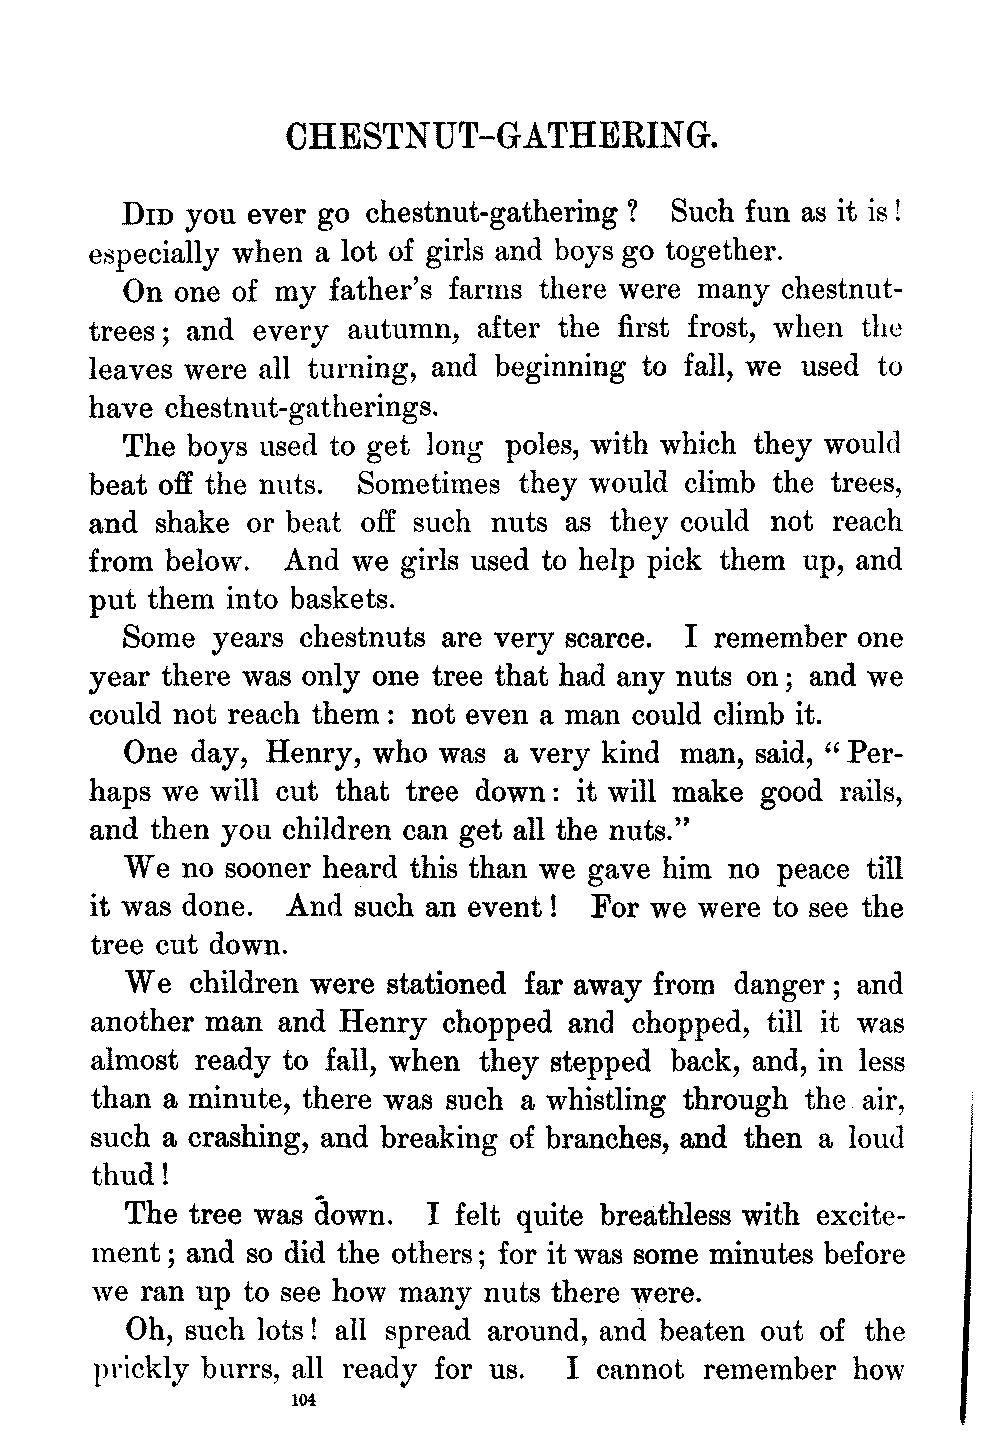 CHESTNUT-GATHERING.
DID you ever go chestnut-gathering? Such fun as it is!
especially when a lot of girls and boys go together.
On one of my father's farms there were many chestnut-
trees; and every autumn, after the first frost, when the
leaves were all turning, and beginning to fall, we used to
have chestnut-gatherings.
The boys used to get long poles, with which they would
beat off the nuts. Sometimes they would climb the trees,
and shake or beat off such nuts as they could not reach
from below. And we girls used to help pick them up, and
put them into baskets.
Some years chestnuts are very scarce. I remember one
year there was only one tree that had any nuts on; and we
could not reach them: not even a man could climb it.
One day, Henry, who was a very kind man, said, "Per-
haps we will cut that tree down: it will make good rails,
and then you children can get all the nuts."
We no sooner heard this than we gave him no peace till
it was done. And such an event! For we were to see the
tree cut down.
We children were stationed far away from danger; and
another man and Henry chopped and chopped, till it was
almost ready to fall, when they stepped back, and, in less
than a minute, there was such a whistling through the air,
such a crashing, and breaking of branches, and then a loud
thud!
The tree was down. I felt quite breathless with excite-
ment; and so did the others; for it was some minutes before
we ran up to see how many nuts there were.
Oh, such lots! all spread around, and beaten out of the
prickly burrs, all ready for us. I cannot remember how
104